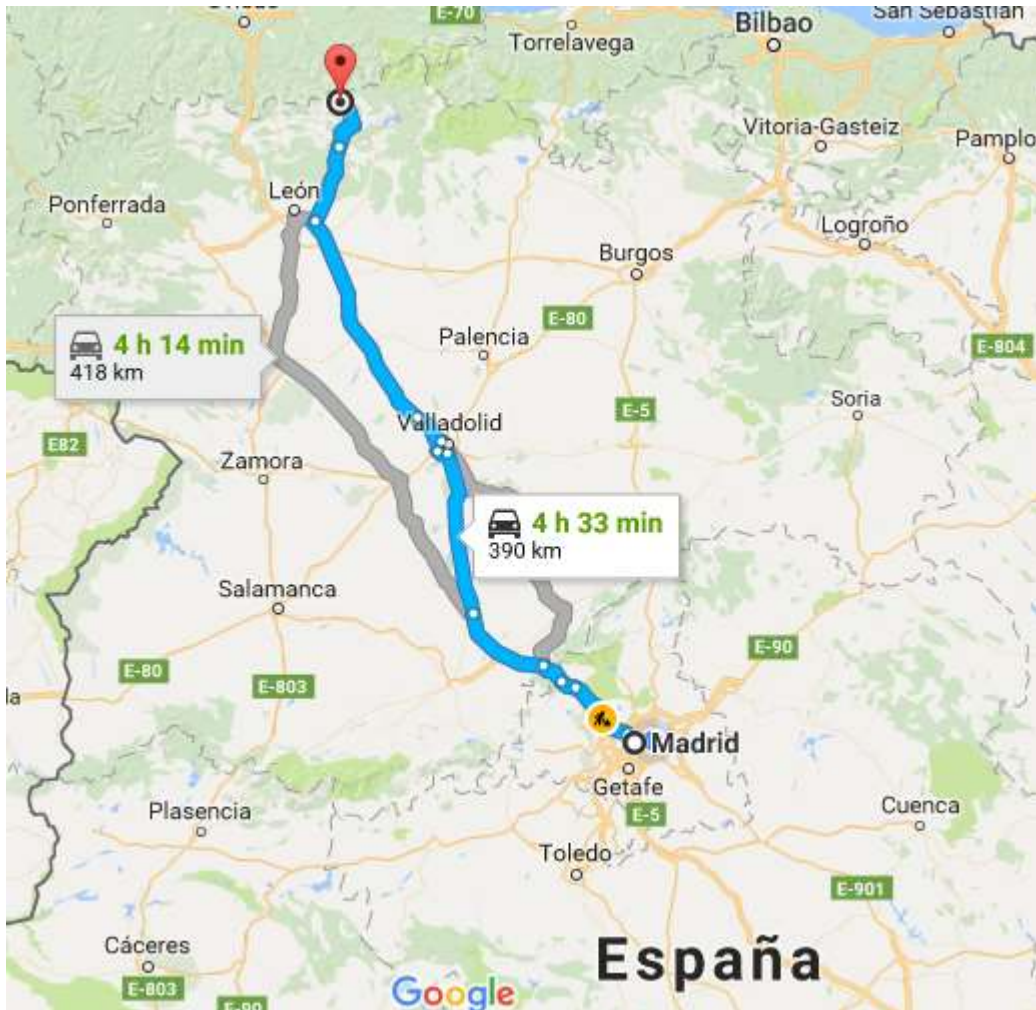 E-70
San Sebastián
Bilbao
Torrelavega
Vitoria-Gasteiz
Pamplo
León
Ponferrada
Logroño
Burgos
E-80
4 h 14 min
418 km
Palencia
E-804
Soria
E-5
Valladolid
E82
Zamora
4 h 33 min
390 km
Salamanca
E-90
E-80
E-803
Madrid
Getafe
Plasencia
E-5
Cuenca
Toledo
E-901
Cáceres
España
E-803
Google
E-90